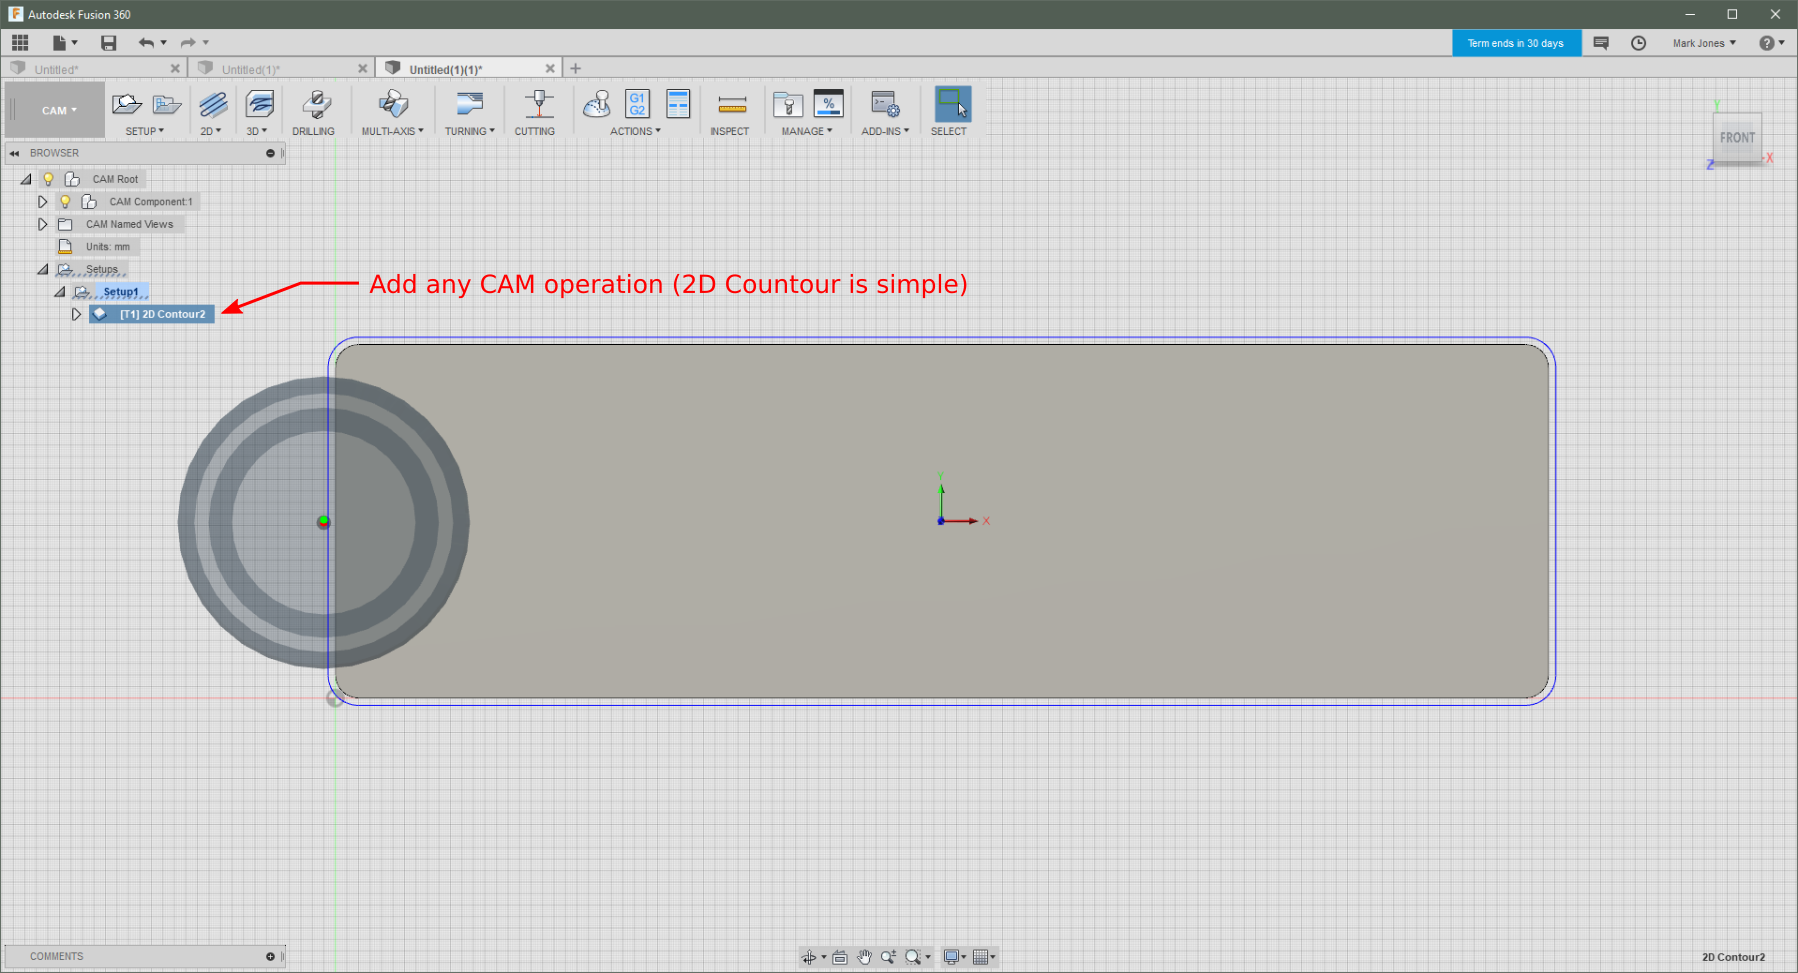 Autodesk Fusion 360
Term ends in 30 days
Mark Jones
?
Untitled*
Untitled(1)*
Untitled(1)(1)*
CAM
G1
G2
%
SETUP
2D
3D
DRILLING
MULTI-AXIS
TURNING
CUTTING
ACTIONS
INSPECT
MANAGE
ADD-INS
SELECT
Y
FRONT
Z
X
BROWSER
CAM Root
CAM Component:1
CAM Named Views
Units: mm
Setups
Setup1
[T1] 2D Contour2
Add any CAM operation (2D Countour is simple)
Y
X
COMMENTS
2D Contour2